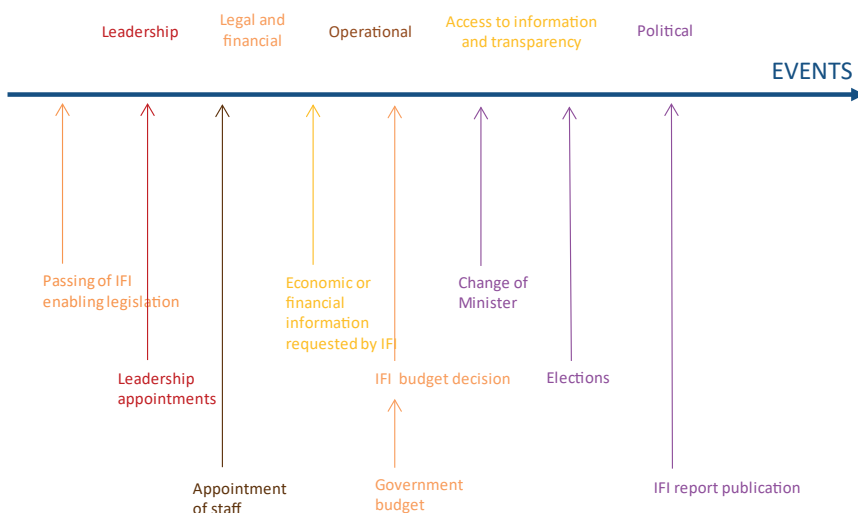 Leadership
Legal and
financial
Operational
Access to information
and transparency
Political
EVENTS
Passing of IFI
enabling legislation
Economic or
financial
information
requested by IFI
Change of
Minister
Leadership
appointments
IFI budget decision
Elections
Appointment
of staff
Government
budget
IFI report publication